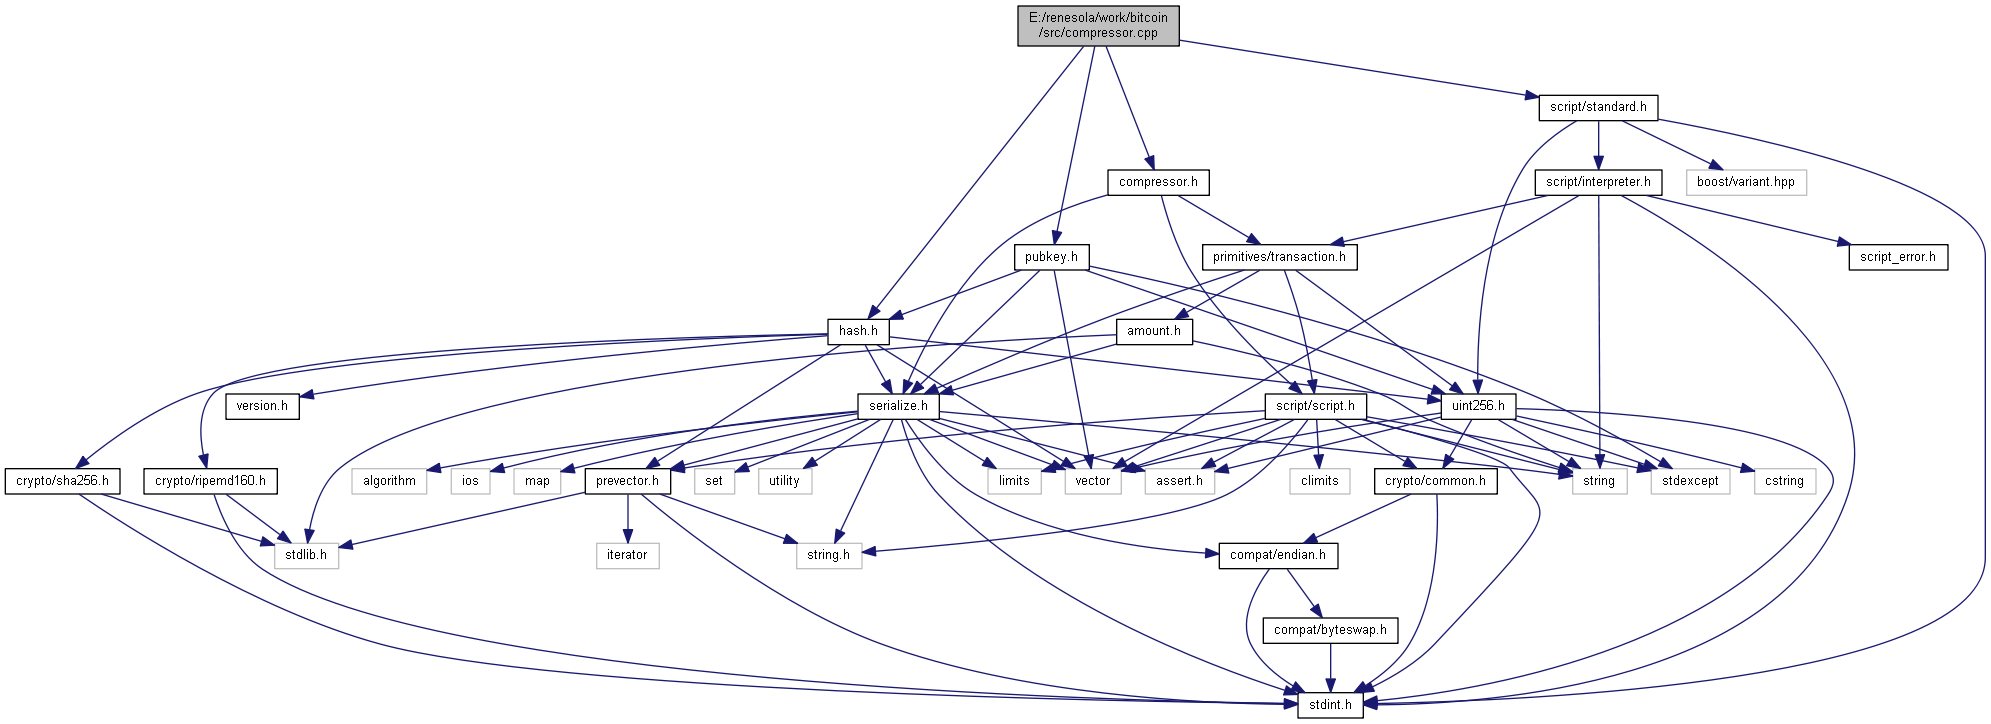 E:/renesola/work/bitcoin
/src/compressor.cpp
script/standard.h
compressor.h
script/interpreter.h
boost/variant.hpp
pubkey.h
primitives/transaction.h
script_error.h
hash.h
amount.h
version.h
serialize.h
script/script.h
uint256.h
crypto/sha256.h
crypto/ripemd160.h
algorithm
ios
map
prevector.h
set
utility
limits
vector
assert.h
climits
crypto/common.h
string
stdexcept
cstring
stdlib.h
iterator
string.h
compat/endian.h
compat/byteswap.h
stdint.h